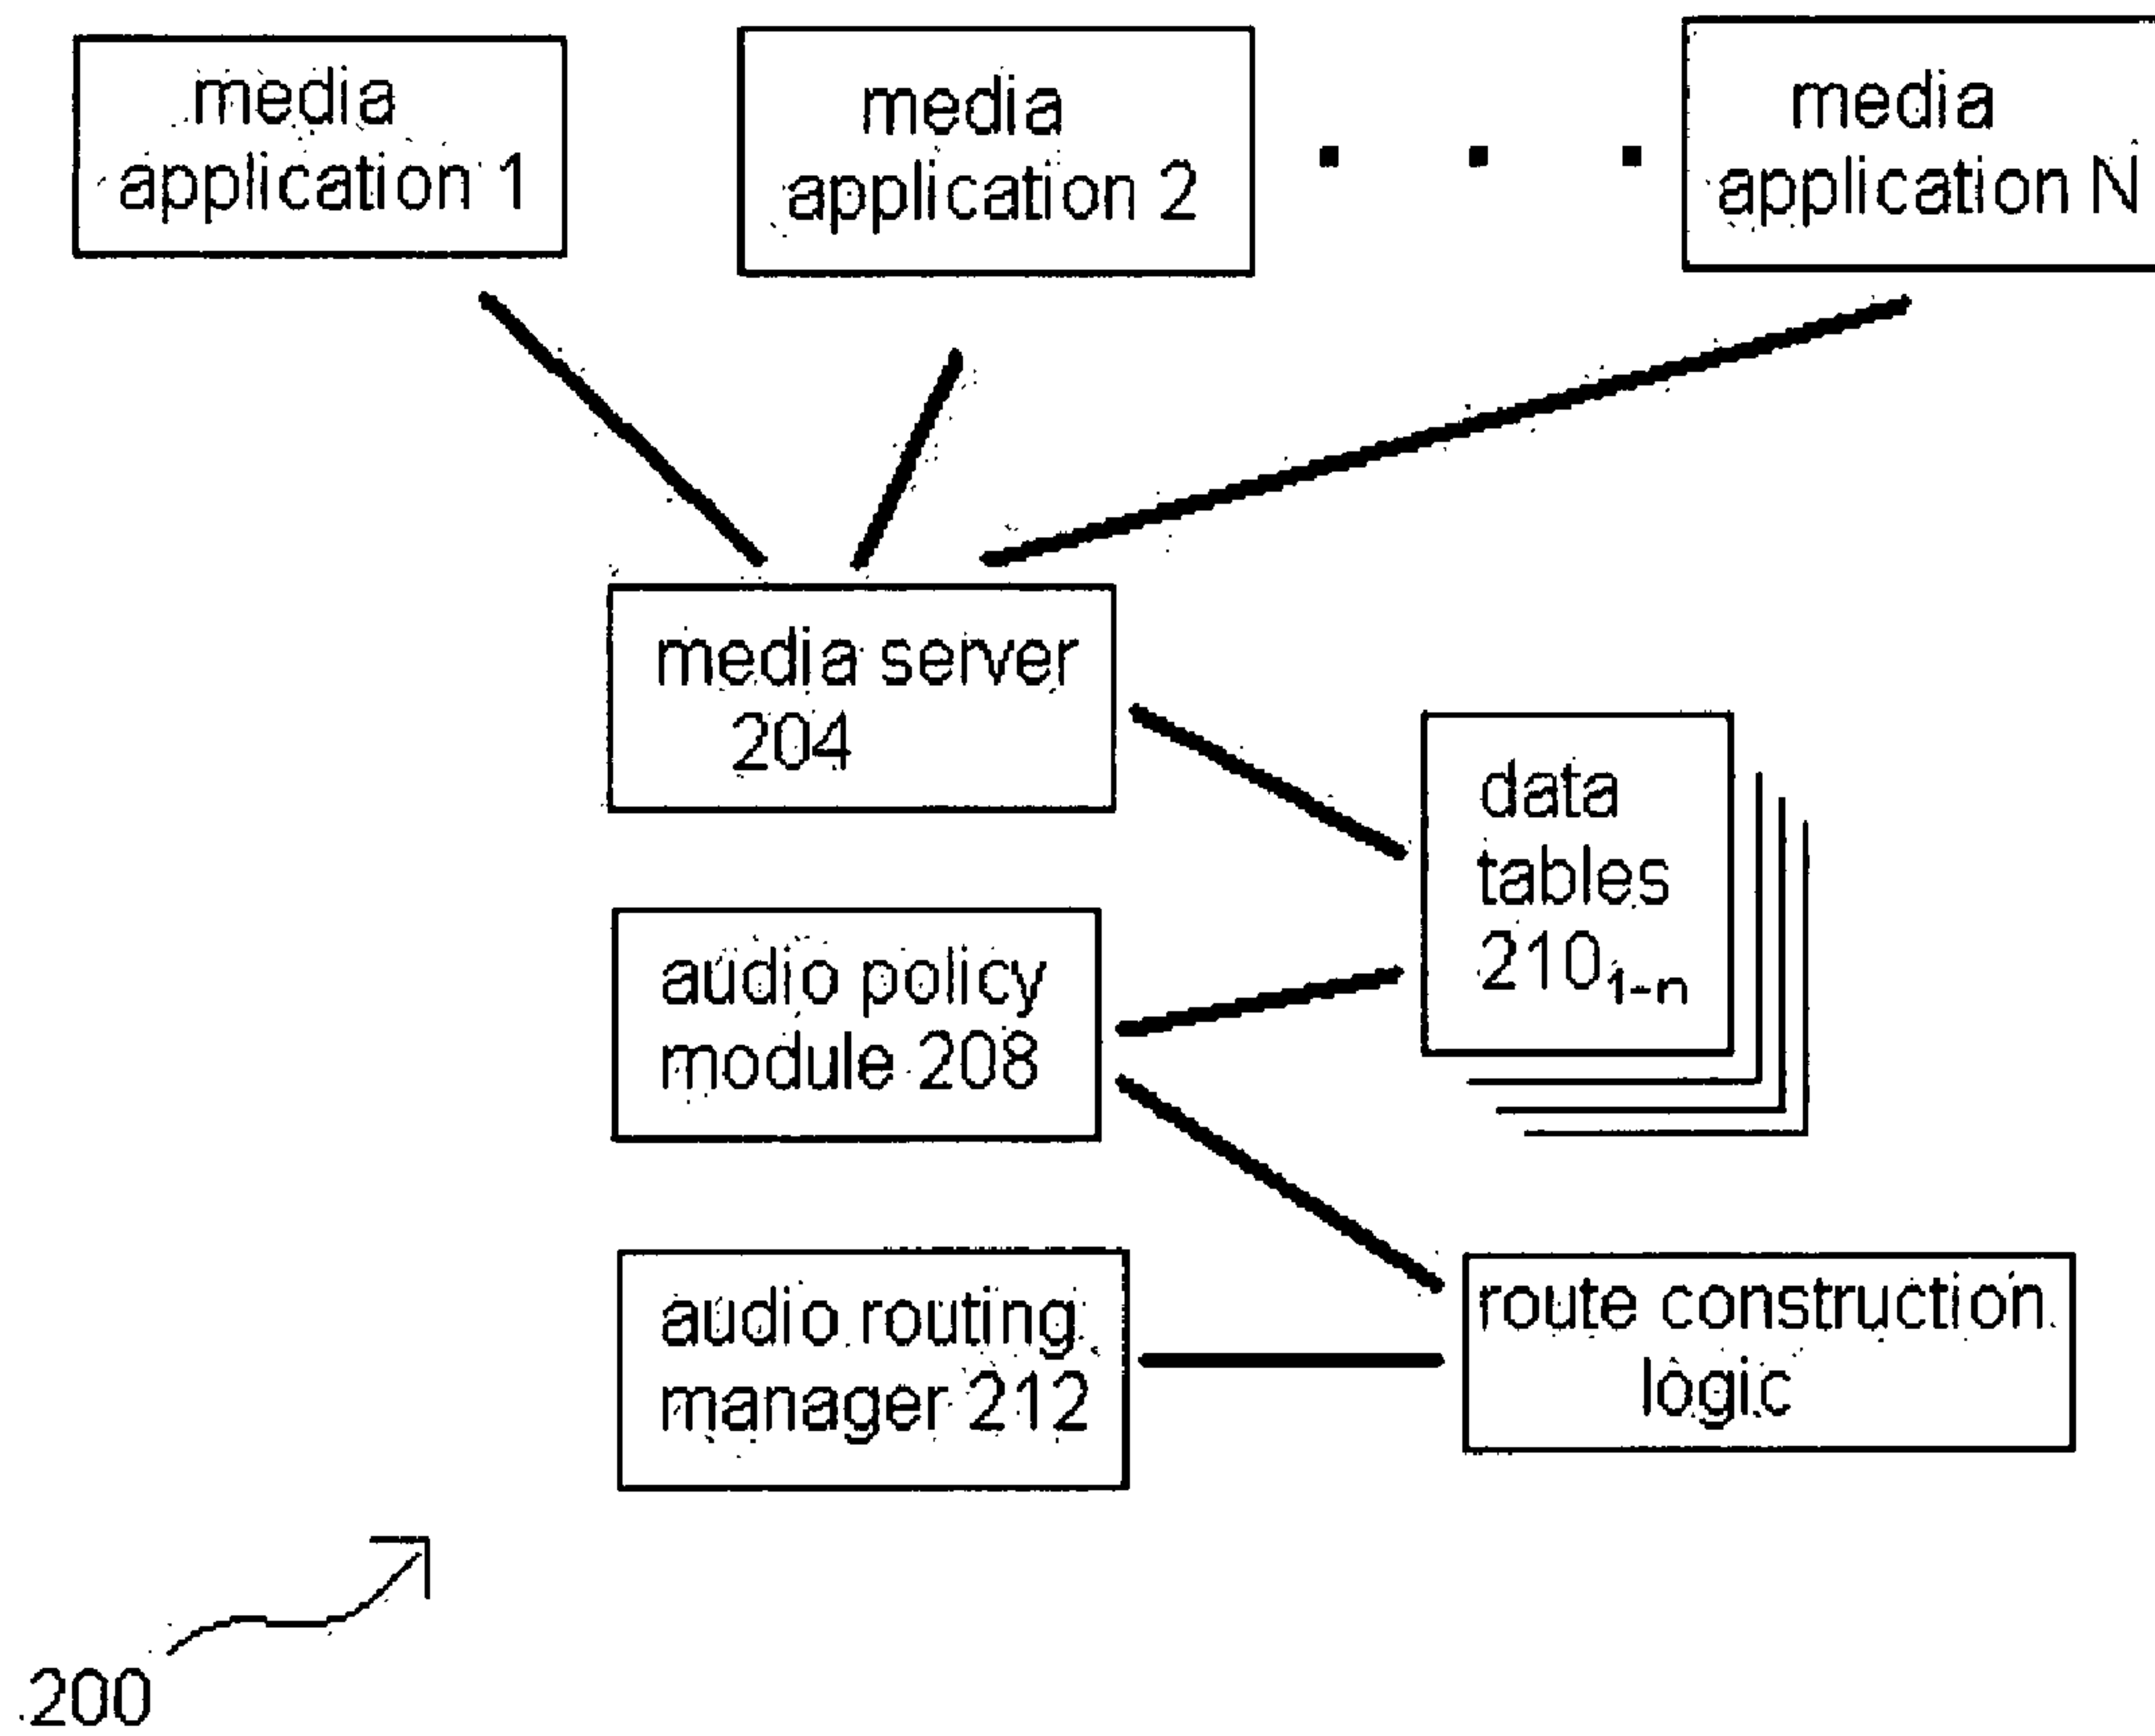 media
application 1
media
application 2
media
application N
media server
204
data
tables
210₁₋ₙ
audio policy
module 208
audio routing
manager 212
route construction
logic
200